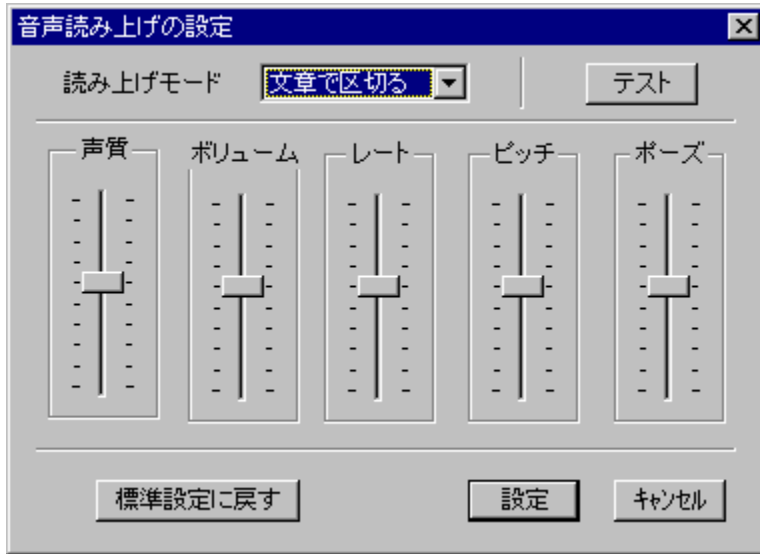 音声読み上げの設定
読み上げモード 文章で区切る テスト
声質 ボリューム レート ピッチ ポーズ
標準設定に戻す 設定 キャンセル